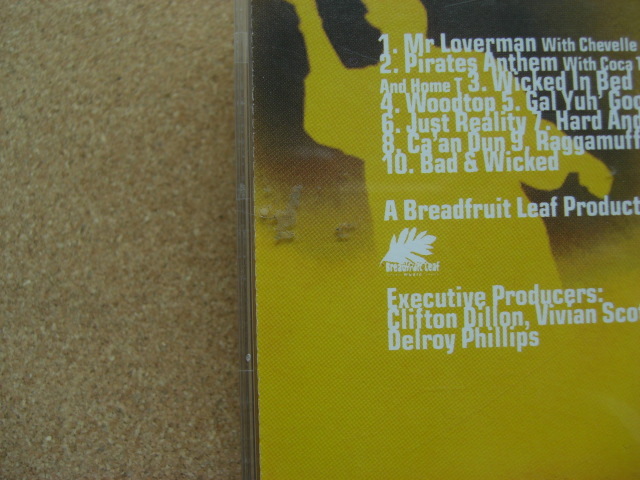 1. Mr Loverman With Chevelle
2. Pirates Anthem With Coca T
And Home T 3. Wicked In Bed
4. Woodtop 5. Gal Yuh' Goo
6. Just Reality 7. Hard And
8. Ca'an Dun 9. Raggamuff
10. Bad & Wicked
A Breadfruit Leaf Product
Breadfruit Leaf
MUSIC
Executive Producers:
Clifton Dillon, Vivian Scot
Delroy Phillips